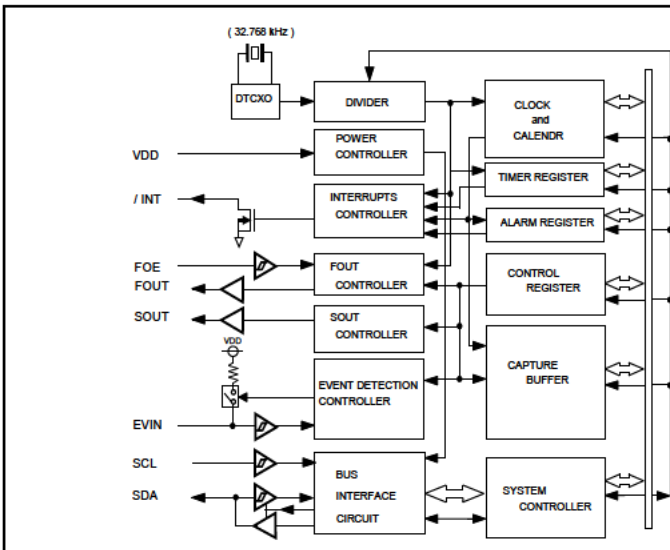 ( 32.768 kHz )
DTCXO
DIVIDER
CLOCK
and
CALENDR
VDD
POWER
CONTROLLER
TIMER REGISTER
/ INT
INTERRUPTS
CONTROLLER
ALARM REGISTER
FOE
FOUT
FOUT
CONTROLLER
CONTROL
REGISTER
SOUT
SOUT
CONTROLLER
VDD
EVENT DETECTION
CONTROLLER
CAPTURE
BUFFER
EVIN
SCL
SDA
BUS
INTERFACE
CIRCUIT
SYSTEM
CONTROLLER